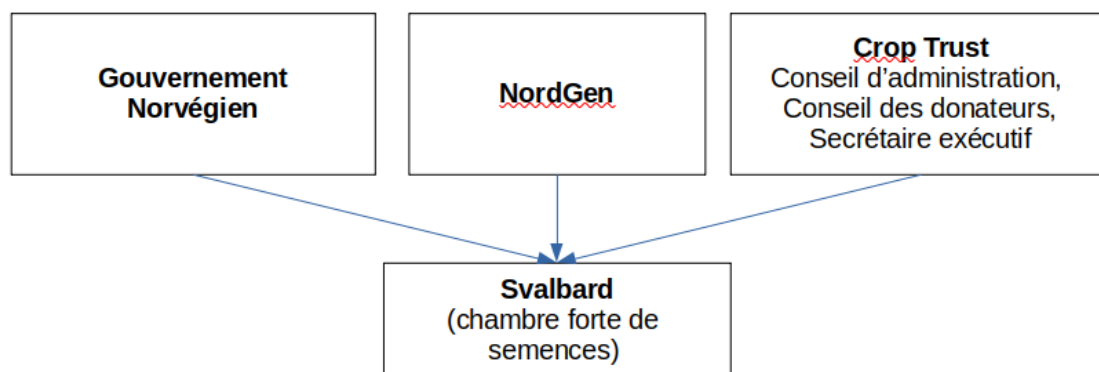 Gouvernement
Norvégien
NordGen
Crop Trust
Conseil d'administration,
Conseil des donateurs,
Secrétaire exécutif
Svalbard
(chambre forte de
semences)